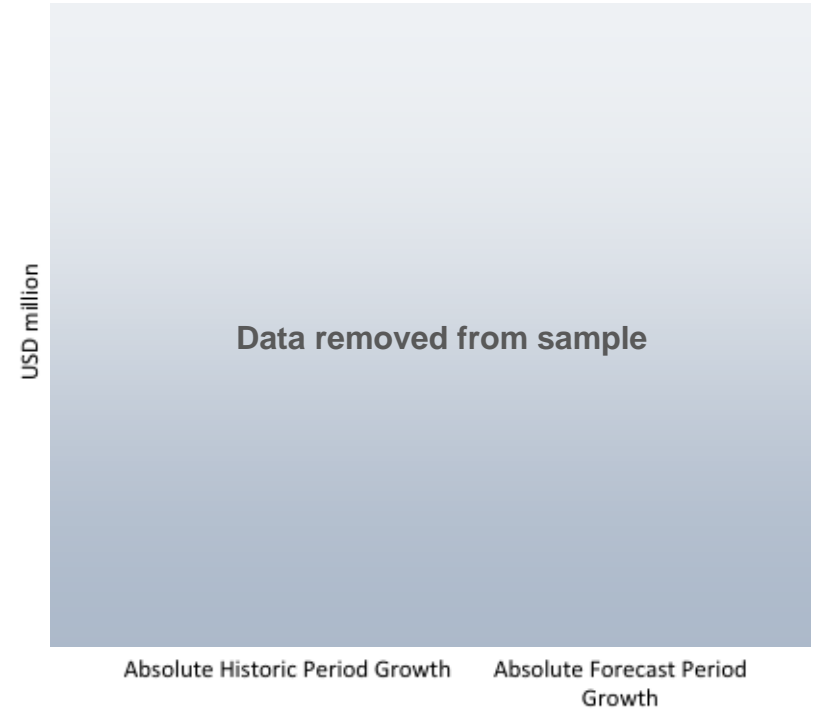 USD million
Data removed from sample
Absolute Historic Period Growth
Absolute Forecast Period
Growth